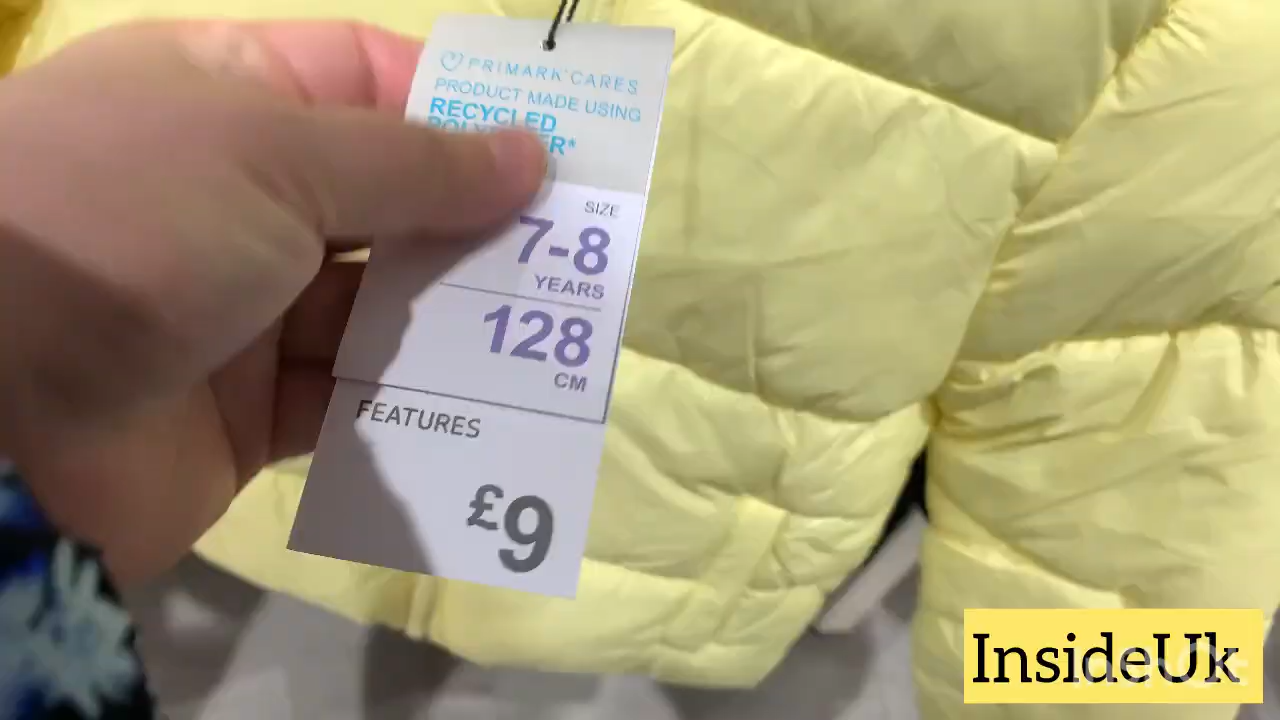 PRIMARK CARES
PRODUCT MADE USING
RECYCLED
SIZE
7-8
YEARS
128
CM
FEATURES
£9
InsideUk